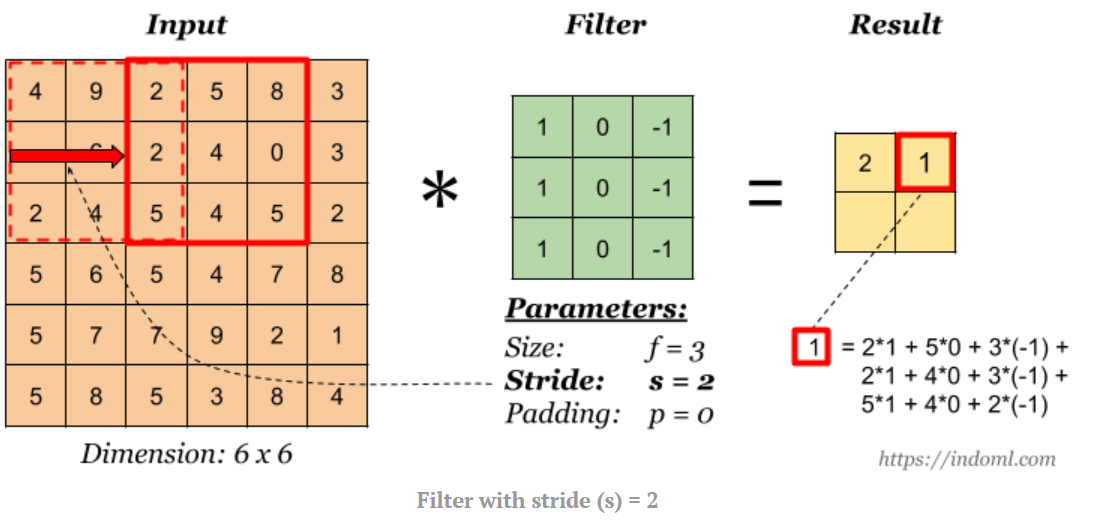 Input Filter Result
4 9 2 5 8 3
2 4 0 3
2 4 5 4 5 2
5 6 5 4 7 8
5 7 7 9 2 1
5 8 5 3 8 4
Dimension: 6 x 6
*
1 0 -1
1 0 -1
1 0 -1
Parameters:
Size: f = 3
Stride: s = 2
Padding: p = 0
=
2 1
1 = 2*1 + 5*0 + 3*(-1) +
2*1 + 4*0 + 3*(-1) +
5*1 + 4*0 + 2*(-1)
https://indoml.com
Filter with stride (s) = 2